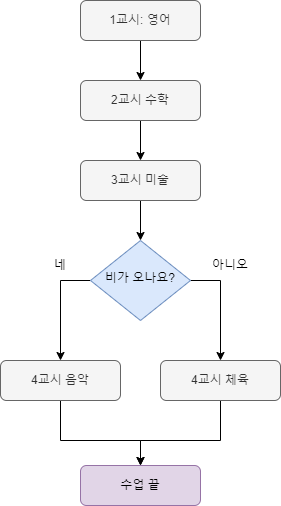 1교시: 영어
2교시 수학
3교시 미술
비가 오나요?
네
아니오
4교시 음악
4교시 체육
수업 끝